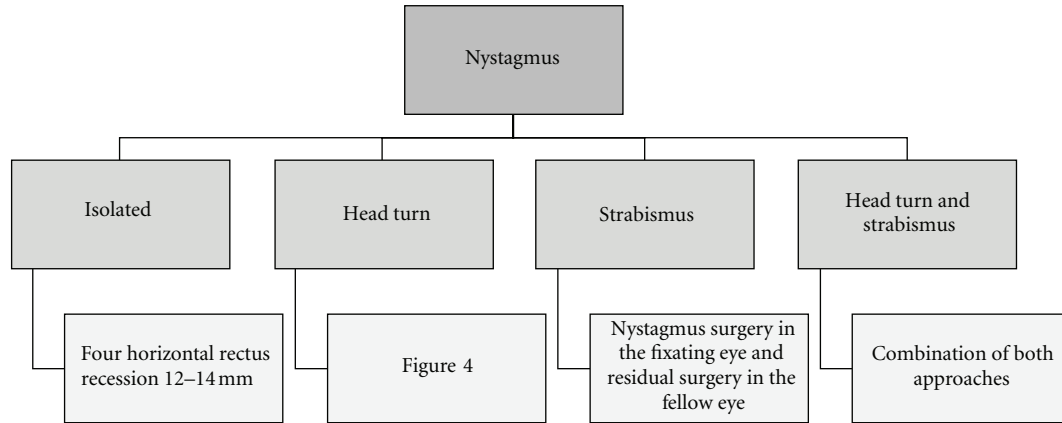 Nystagmus
Isolated
Head turn
Strabismus
Head turn and
strabismus
Four horizontal rectus
recession 12–14 mm
Figure 4
Nystagmus surgery in
the fixating eye and
residual surgery in the
fellow eye
Combination of both
approaches